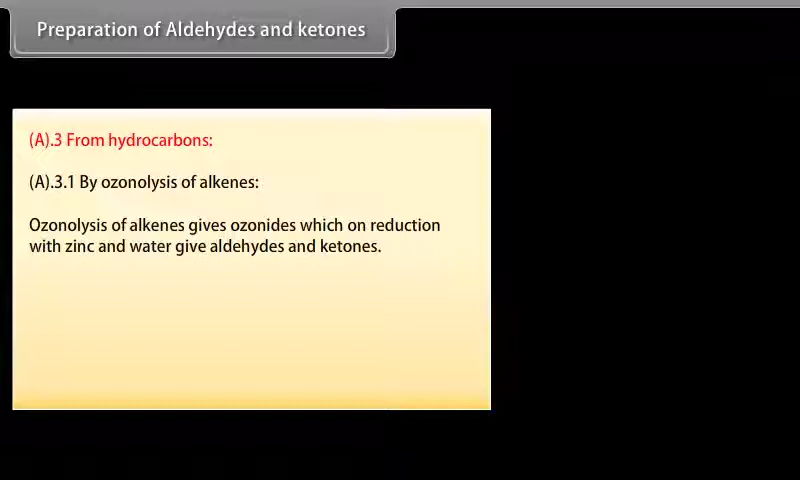 Preparation of Aldehydes and ketones
(A).3 From hydrocarbons:
(A).3.1 By ozonolysis of alkenes:
Ozonolysis of alkenes gives ozonides which on reduction
with zinc and water give aldehydes and ketones.